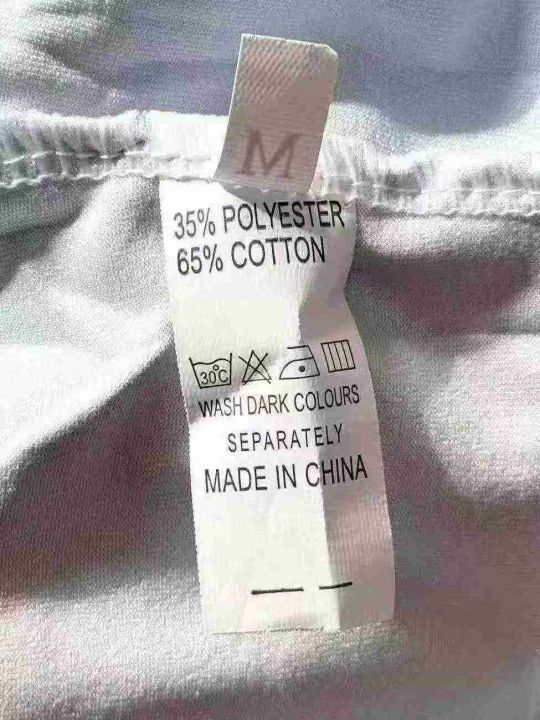 M
35% POLYESTER
65% COTTON
30°C
WASH DARK COLOURS
SEPARATELY
MADE IN CHINA